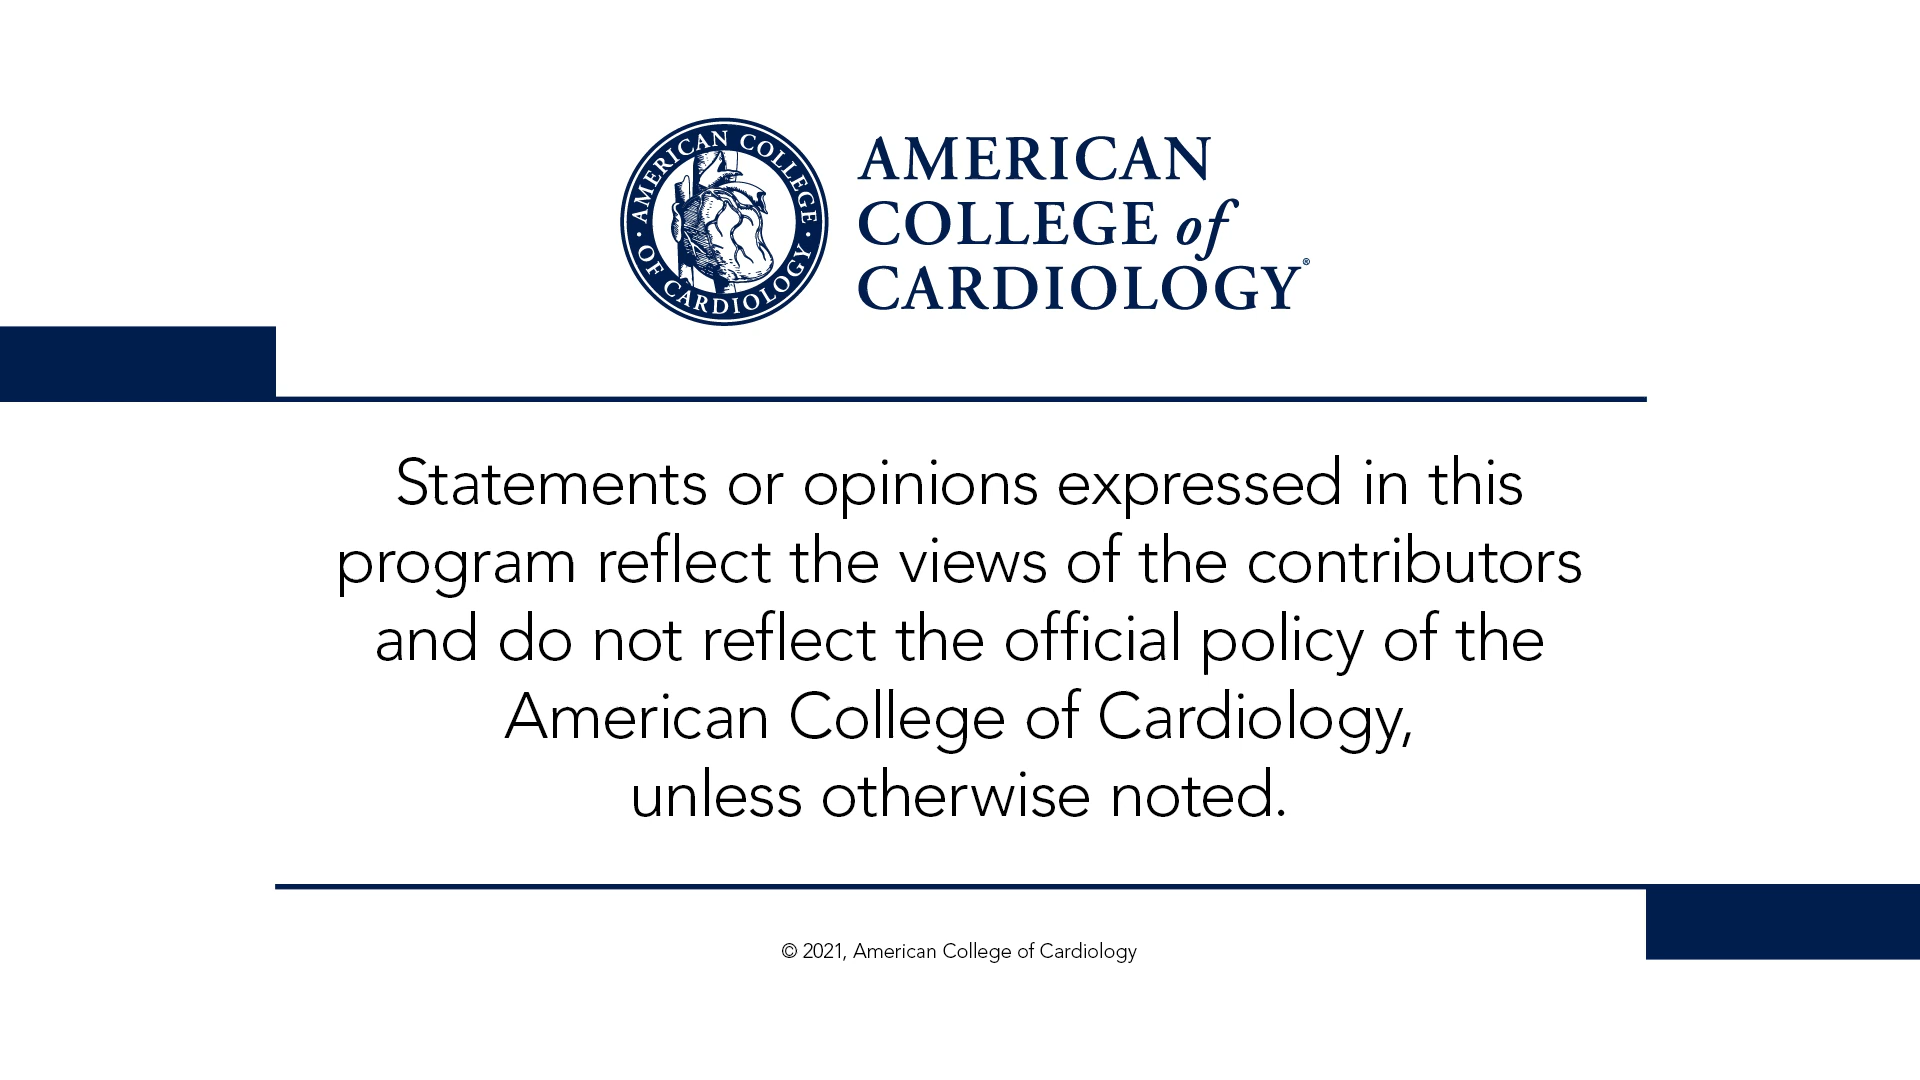 AMERICAN COLLEGE
OF CARDIOLOGY
AMERICAN
COLLEGE of
CARDIOLOGY®
Statements or opinions expressed in this
program reflect the views of the contributors
and do not reflect the official policy of the
American College of Cardiology,
unless otherwise noted.
© 2021, American College of Cardiology